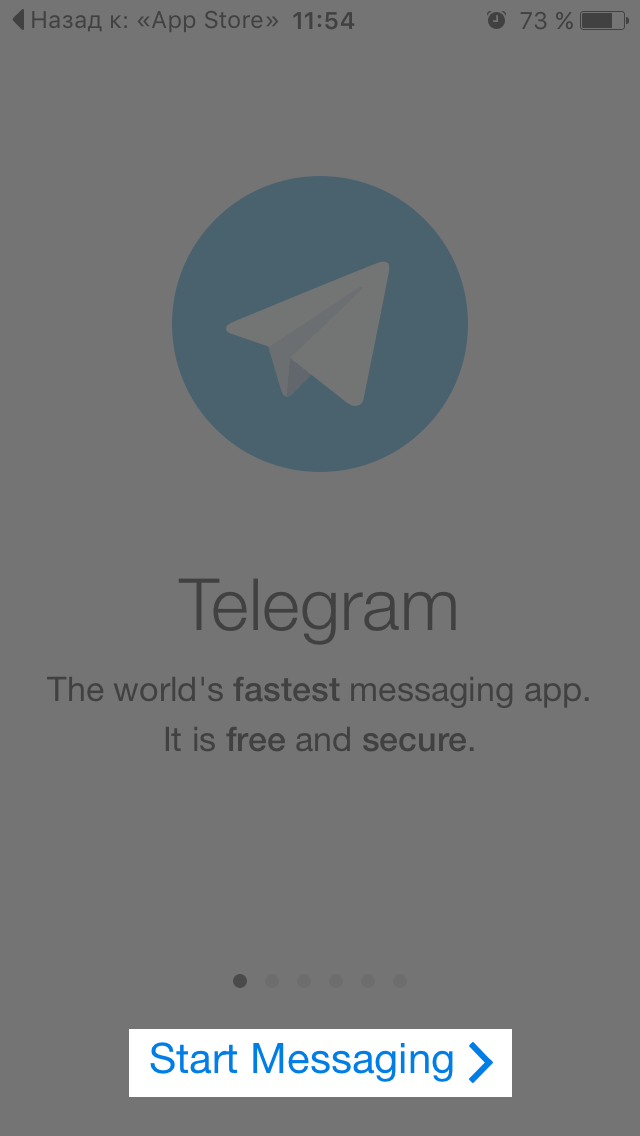 Назад к: «App Store» 11:54 73 %
Telegram
The world's fastest messaging app.
It is free and secure.
Start Messaging